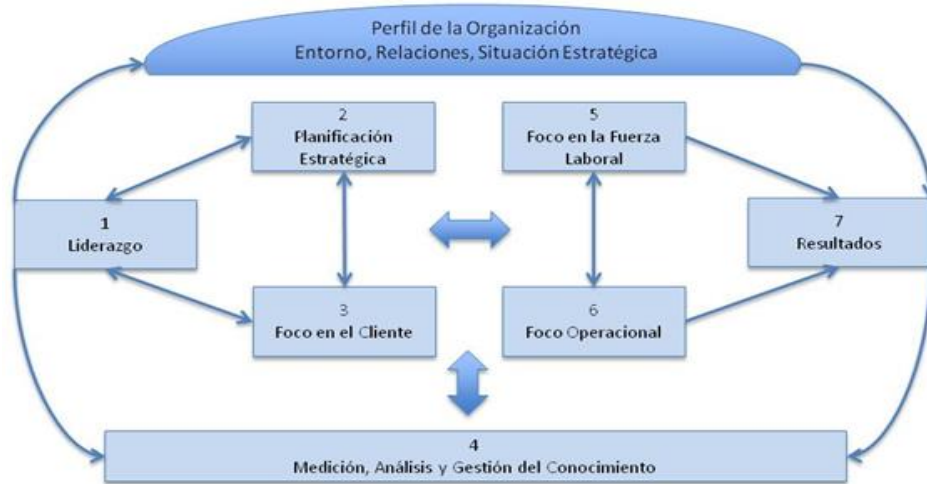 Perfil de la Organización
Entorno, Relaciones, Situación Estratégica
2
Planificación
Estratégica
5
Foco en la Fuerza
Laboral
1
Liderazgo
7
Resultados
3
Foco en el Cliente
6
Foco Operacional
4
Medición, Análisis y Gestión del Conocimiento